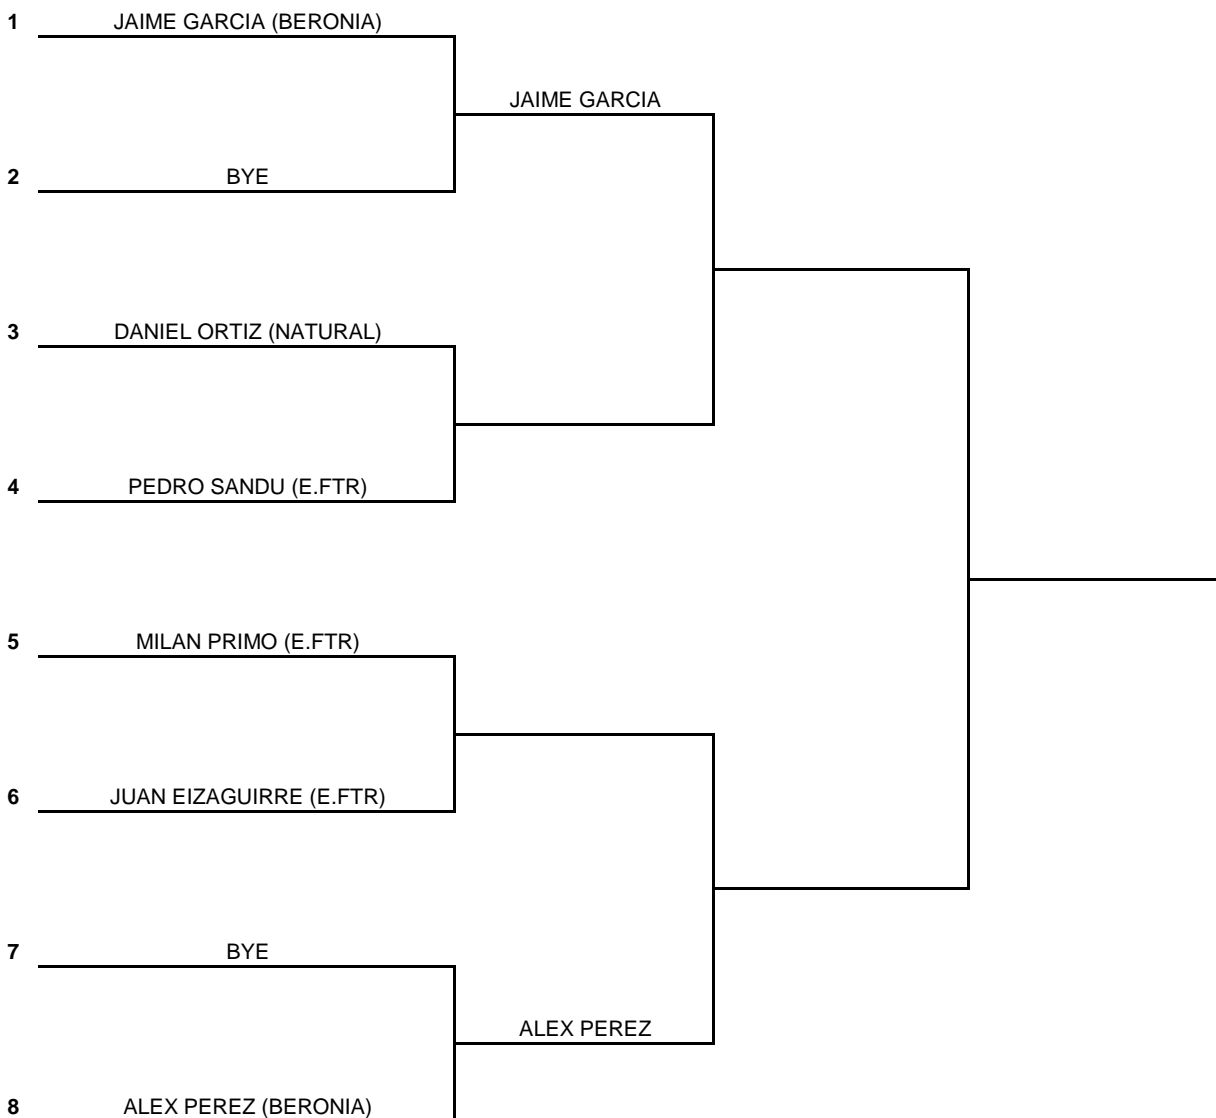 1 JAIME GARCIA (BERONIA)
JAIME GARCIA
2 BYE
3 DANIEL ORTIZ (NATURAL)
4 PEDRO SANDU (E.FTR)
5 MILAN PRIMO (E.FTR)
6 JUAN EIZAGUIRRE (E.FTR)
7 BYE
ALEX PEREZ
8 ALEX PEREZ (BERONIA)